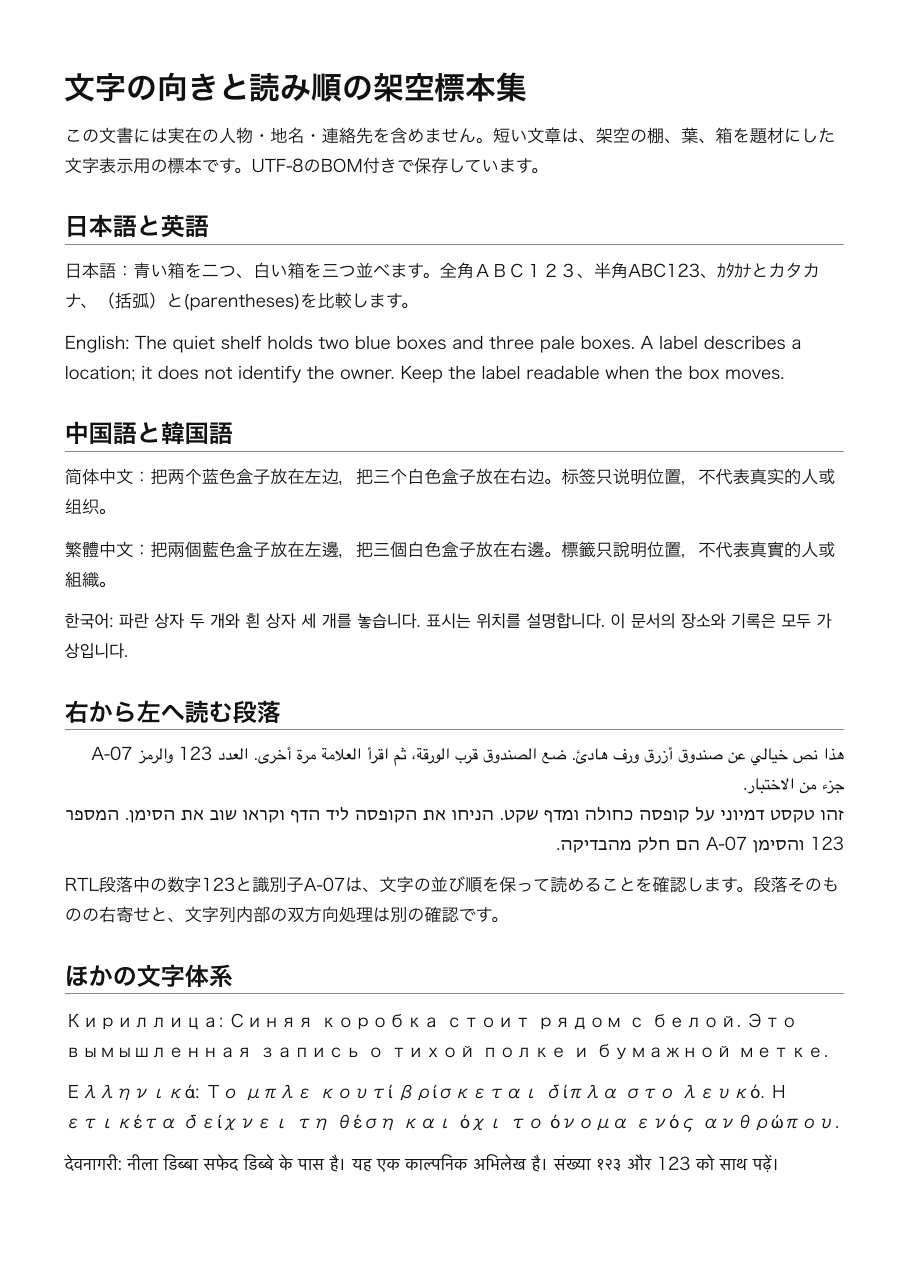 文字の向きと読み順の架空標本集
この文書には実在の人物・地名・連絡先を含めません。短い文章は、架空の棚、葉、箱を題材にした
文字表示用の標本です。UTF-8のBOM付きで保存しています。
日本語と英語
日本語：青い箱を二つ、白い箱を三つ並べます。全角ＡＢＣ１２３、半角ABC123、ｶﾀｶﾅとカタカ
ナ、（括弧）と(parentheses)を比較します。
English: The quiet shelf holds two blue boxes and three pale boxes. A label describes a
location; it does not identify the owner. Keep the label readable when the box moves.
中国語と韓国語
简体中文：把两个蓝色盒子放在左边，把三个白色盒子放在右边。标签只说明位置，不代表真实的人或
组织。
繁體中文：把兩個藍色盒子放在左邊，把三個白色盒子放在右邊。標籤只說明位置，不代表真實的人或
組織。
한국어: 파란 상자 두 개와 흰 상자 세 개를 놓습니다. 표시는 위치를 설명합니다. 이 문서의 장소와 기록은 모두 가
상입니다.
右から左へ読む段落
هذا نص خيالي عن صندوق أزرق ورف هادئ. ضع الصندوق قرب الورقة، ثم اقرأ العلامة مرة أخرى. العدد 123 والرمز A-07
جزء من الاختبار.
זהו טקסט דמיוני על קופסה כחולה ומדף שקט. הניחו את הקופסה ליד הדף וקראו שוב את הסימן. המספר
123 והסימן A-07 הם חלק מהבדיקה.
RTL段落中の数字123と識別子A-07は、文字の並び順を保って読めることを確認します。段落そのも
のの右寄せと、文字列内部の双方向処理は別の確認です。
ほかの文字体系
Кириллица: Синяя коробка стоит рядом с белой. Это
вымышленная запись о тихой полке и бумажной метке.
Ελληνικά: Το μπλε κουτί βρίσκεται δίπλα στο λευκό. Η
ετικέτα δείχνει τη θέση και όχι το όνομα ενός ανθρώπου.
देवनागरी: नीला डिब्बा सफेद डिब्बे के पास है। यह एक काल्पनिक अभिलेख है। संख्या १२३ और 123 को साथ पढ़ें।